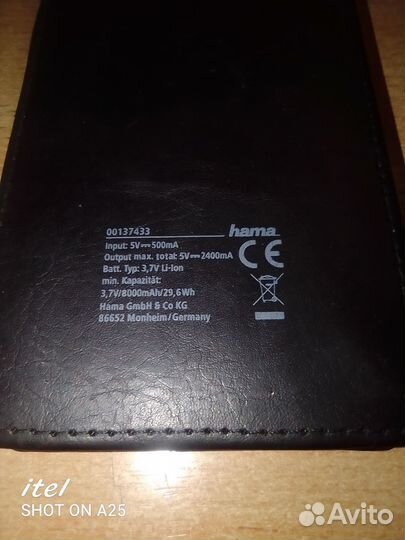 00137433 hama
Input: 5V⎓500mA
Output max. total: 5V⎓2400mA
Batt. Typ: 3,7V Li-Ion
min. Kapazität:
3,7V/8000mAh/29,6Wh
Hama GmbH & Co KG
86652 Monheim/Germany
CE
itel
SHOT ON A25
Avito